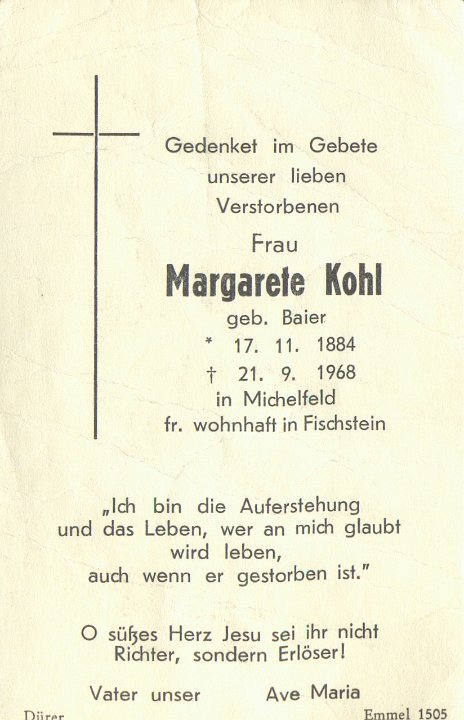 Gedenket im Gebete
unserer lieben
Verstorbenen
Frau
Margarete Kohl
geb. Baier
* 17. 11. 1884
† 21. 9. 1968
in Michelfeld
fr. wohnhaft in Fischstein
„Ich bin die Auferstehung
und das Leben, wer an mich glaubt
wird leben,
auch wenn er gestorben ist."
O süßes Herz Jesu sei ihr nicht
Richter, sondern Erlöser!
Vater unser Ave Maria
Dürer Emmel 1505